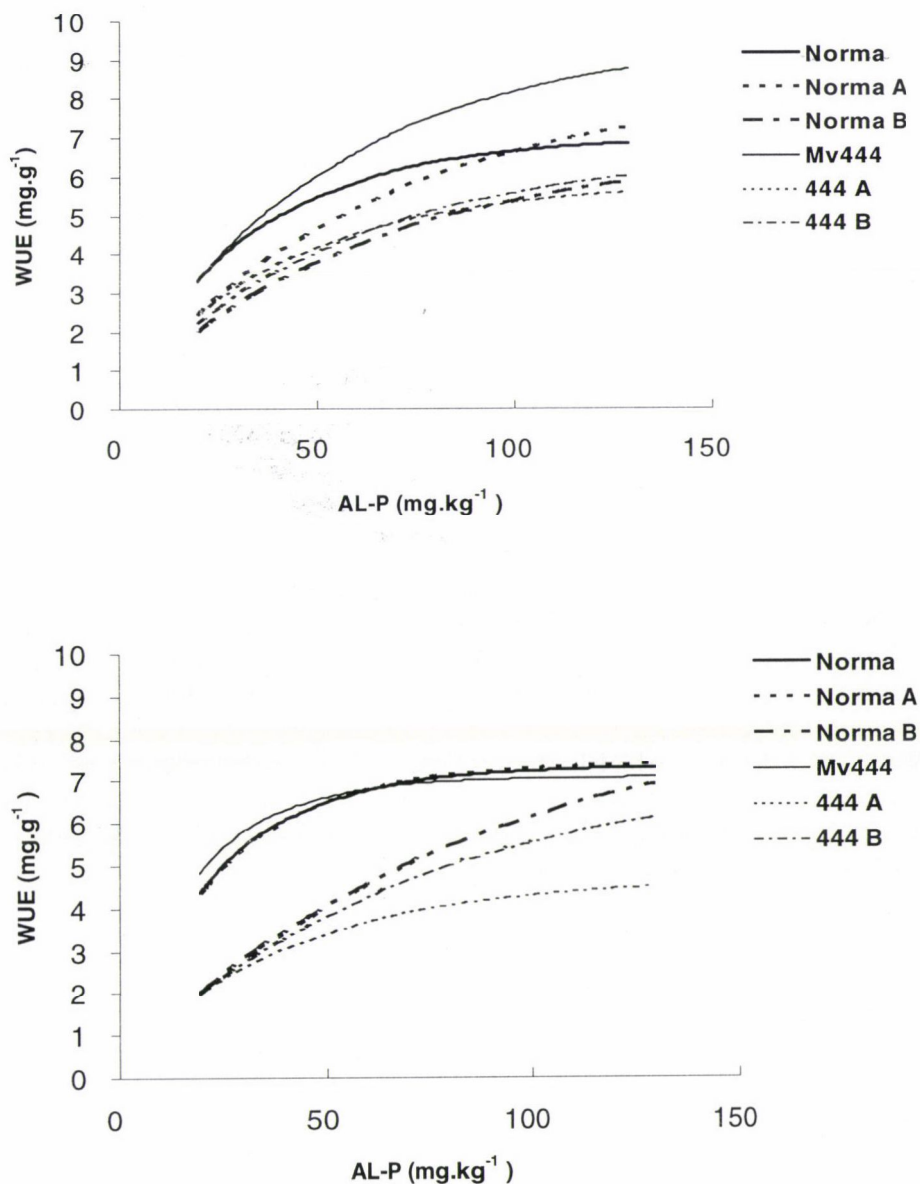 10
9
8
7
6
5
4
3
2
1
0
WUE (mg.g⁻¹)
0 50 100 150
AL-P (mg.kg⁻¹ )
Norma
Norma A
Norma B
Mv444
444 A
444 B
10
9
8
7
6
5
4
3
2
1
0
WUE (mg.g⁻¹ )
0 50 100 150
AL-P (mg.kg⁻¹ )
Norma
Norma A
Norma B
Mv444
444 A
444 B